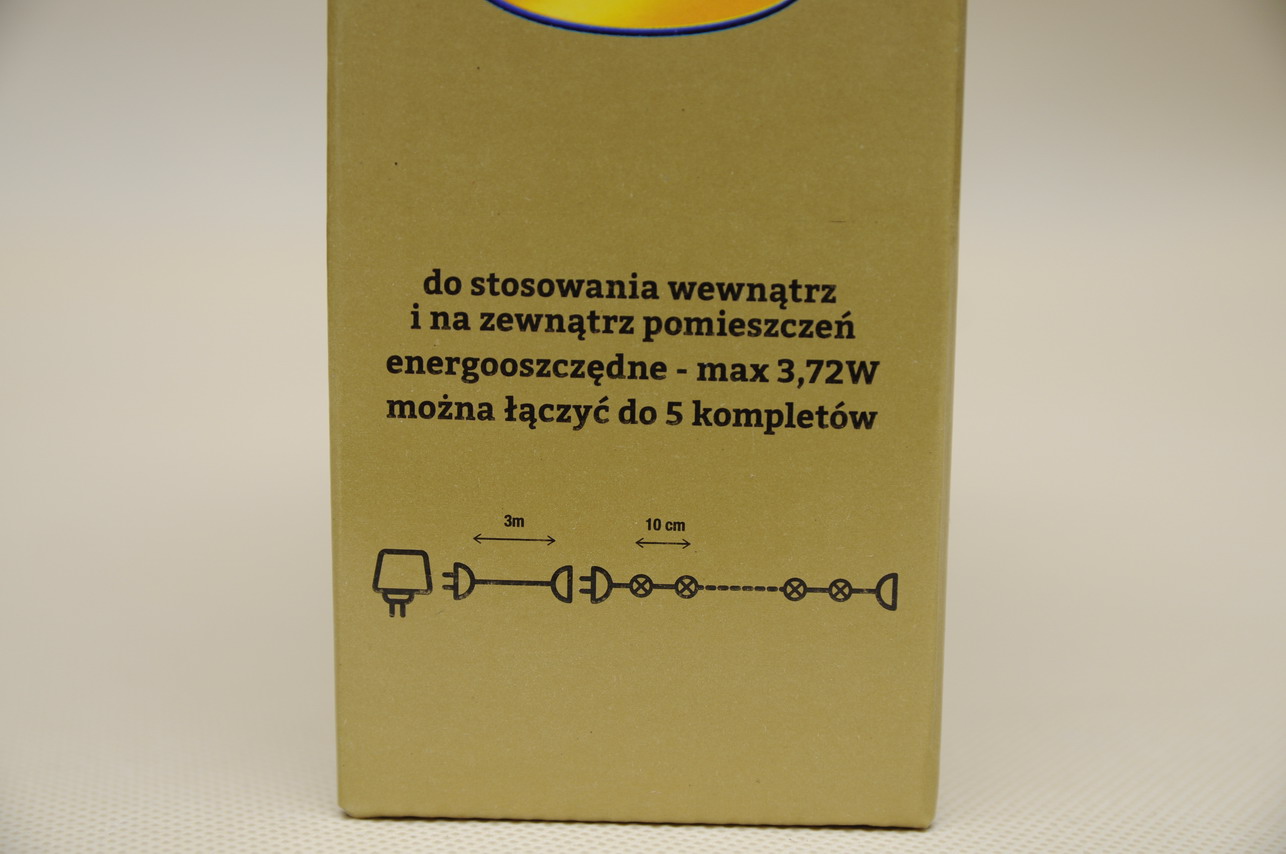 do stosowania wewnątrz
i na zewnątrz pomieszczeń
energooszczędne - max 3,72W
można łączyć do 5 kompletów
3m
10 cm